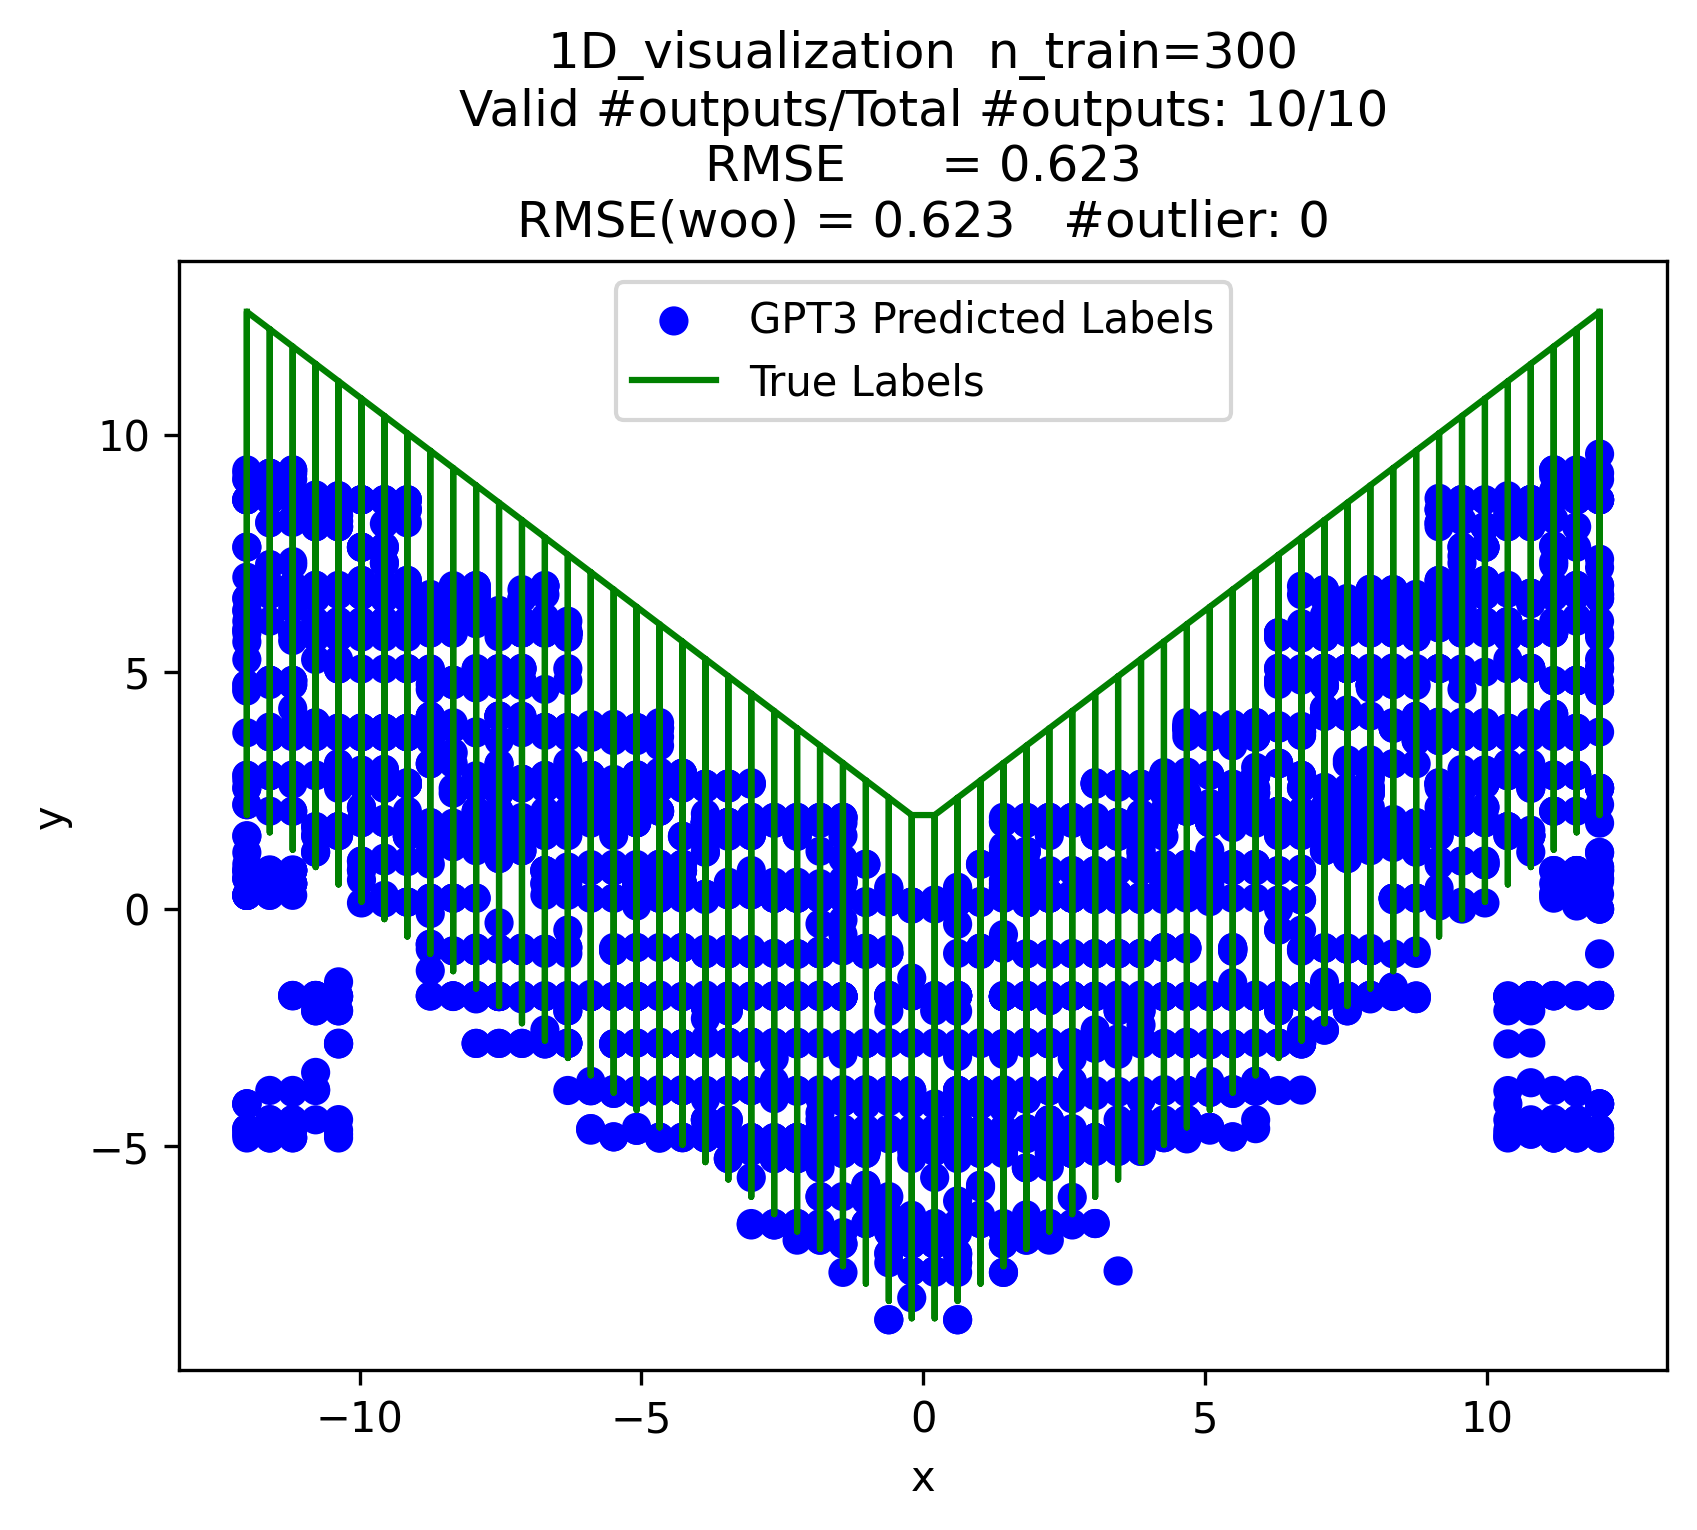 1D_visualization  n_train=300
Valid #outputs/Total #outputs: 10/10
RMSE      = 0.623
RMSE(woo) = 0.623   #outlier: 0
GPT3 Predicted Labels
True Labels
10
5
0
−5
y
−10
−5
0
5
10
x